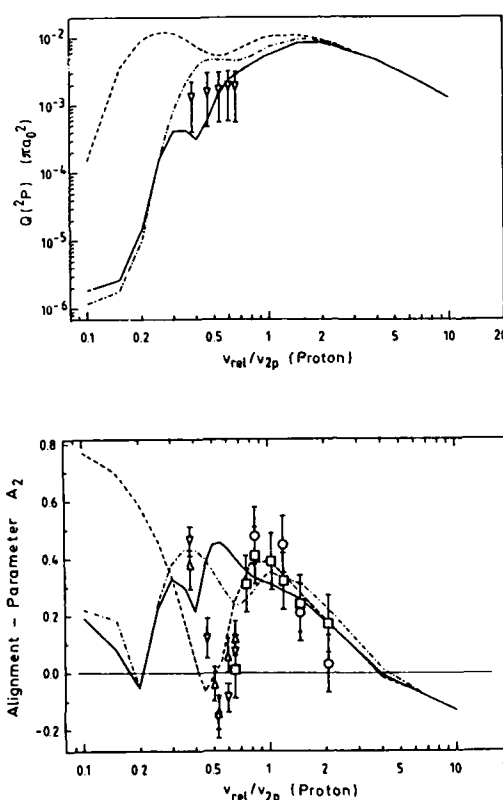 10⁻²
10⁻³
10⁻⁴
10⁻⁵
10⁻⁶
Q(²P) (πa₀²)
0.1 0.2 0.5 1 2 5 10 20
v_rel/v_2p (Proton)
0.8
0.6
0.4
0.2
0.0
-0.2
Alignment - Parameter A₂
0.1 0.2 0.5 1 2 5 10
v_rel/v_2p (Proton)